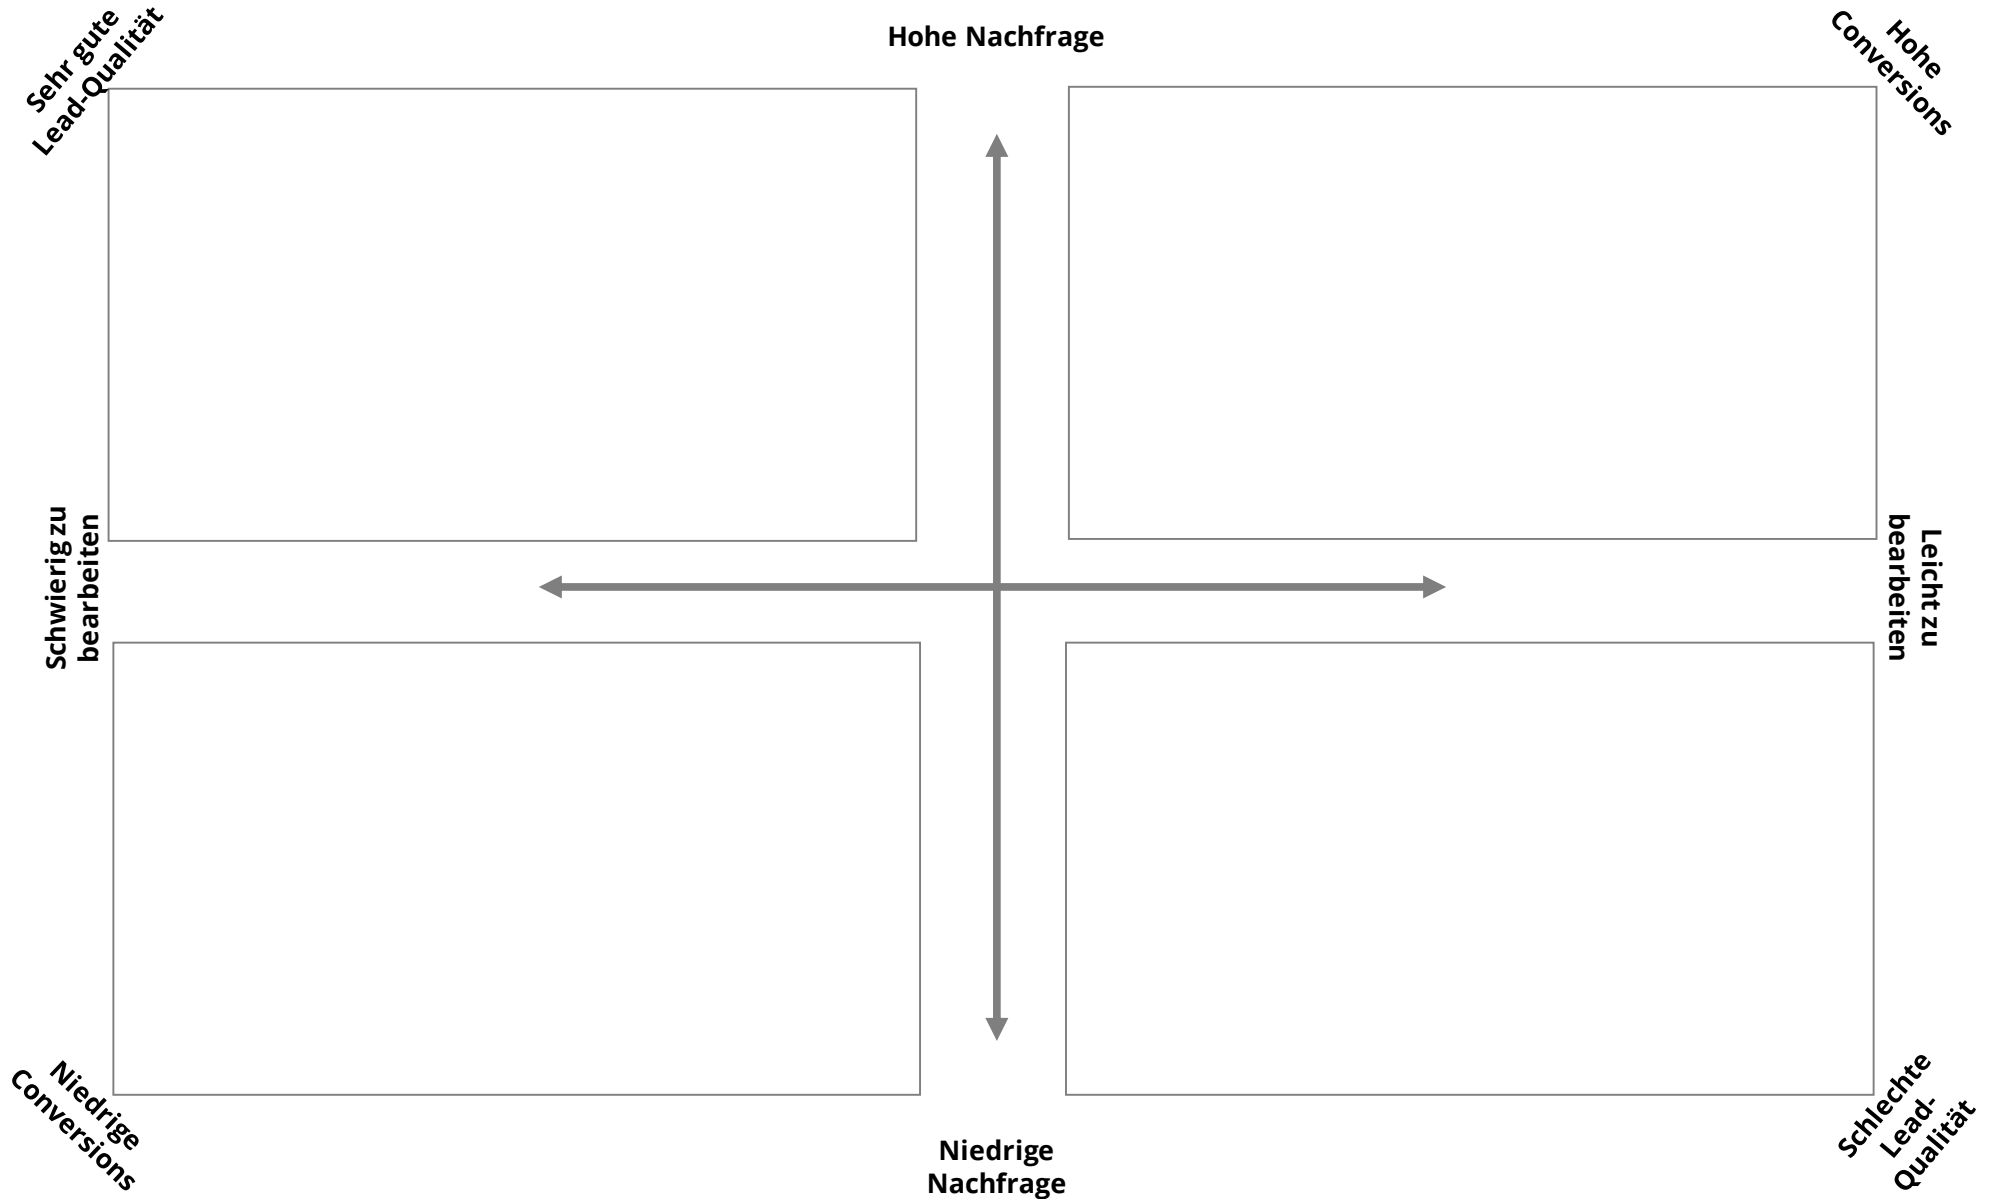 Sehr gute
Lead-Qualität
Hohe Nachfrage
Hohe
Conversions
Schwierig zu
bearbeiten
Leicht zu
bearbeiten
Niedrige
Conversions
Niedrige
Nachfrage
Schlechte
Lead-
Qualität